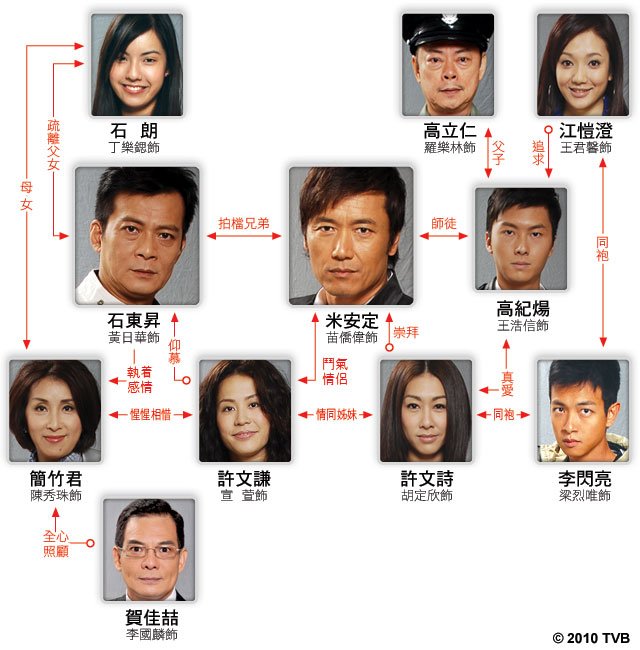 石 朗
丁樂鍶飾
高立仁
羅樂林飾
江愷澄
王君馨飾
疏離父女
母女
父子
追求
石東昇
黃日華飾
拍檔兄弟
米安定
苗僑偉飾
師徒
高紀煬
王浩信飾
同袍
執着
感情
仰慕
鬥氣
情侶
崇拜
真愛
簡竹君
陳秀珠飾
惺惺相惜
許文謙
宣 萱飾
情同姊妹
許文詩
胡定欣飾
同袍
李閃亮
梁烈唯飾
全心
照顧
賀佳喆
李國麟飾
© 2010 TVB